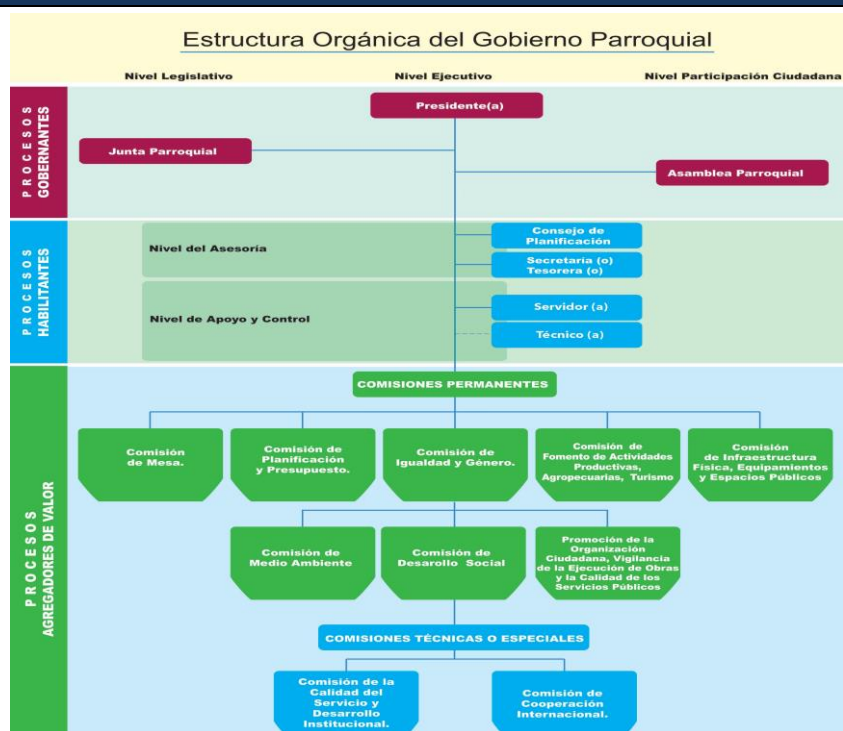 Estructura Orgánica del Gobierno Parroquial
Nivel Legislativo
Nivel Ejecutivo
Nivel Participación Ciudadana
PROCESOS
GOBERNANTES
Presidente(a)
Junta Parroquial
Asamblea Parroquial
PROCESOS
HABILITANTES
Nivel del Asesoría
Consejo de
Planificación
Secretaría (o)
Tesorera (o)
Nivel de Apoyo y Control
Servidor (a)
Técnico (a)
PROCESOS
AGREGADORES DE VALOR
COMISIONES PERMANENTES
Comisión
de Mesa.
Comisión de
Planificación
y Presupuesto.
Comisión de
Igualdad y Género.
Comisión de
Fomento de Actividades
Productivas,
Agropecuarias, Turismo
Comisión
de Infraestructura
Física, Equipamientos
y Espacios Públicos
Comisión de
Medio Ambiente
Comisión de
Desarollo Social
Promoción de la
Organización
Ciudadana, Vigilancia
de la Ejecución de Obras
y la Calidad de los
Servicios Públicos
COMISIONES TÉCNICAS O ESPECIALES
Comisión de la
Calidad del
Servicio y
Desarrollo
Institucional.
Comisión de
Cooperación
Internacional.